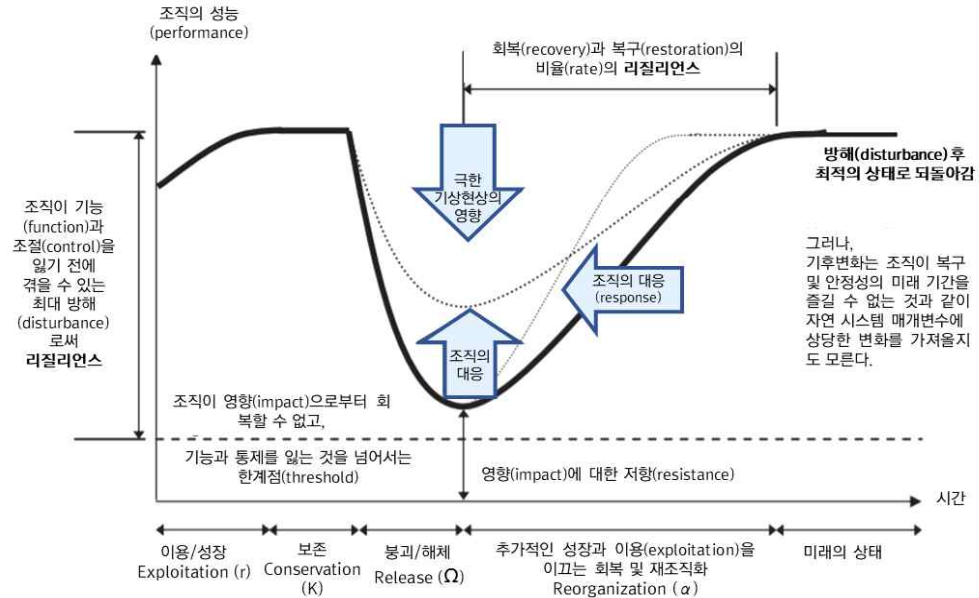 조직의 성능
(performance)
회복(recovery)과 복구(restoration)의
비율(rate)의 리질리언스
극한
기상현상의
영향
방해(disturbance) 후
최적의 상태로 되돌아감
조직이 기능
(function)과
조절(control)을
잃기 전에
겪을 수 있는
최대 방해
(disturbance)
로써
리질리언스
그러나,
기후변화는 조직이 복구
및 안정성의 미래 기간을
즐길 수 없는 것과 같이
자연 시스템 매개변수에
상당한 변화를 가져올지
도 모른다.
조직의 대응
(response)
조직의
대응
조직이 영향(impact)으로부터 회
복할 수 없고,
기능과 통제를 잃는 것을 넘어서는
한계점(threshold)
영향(impact)에 대한 저항(resistance)
시간
이용/성장
Exploitation (r)
보존
Conservation
(K)
붕괴/해체
Release (Ω)
추가적인 성장과 이용(exploitation)을
이끄는 회복 및 재조직화
Reorganization (α)
미래의 상태